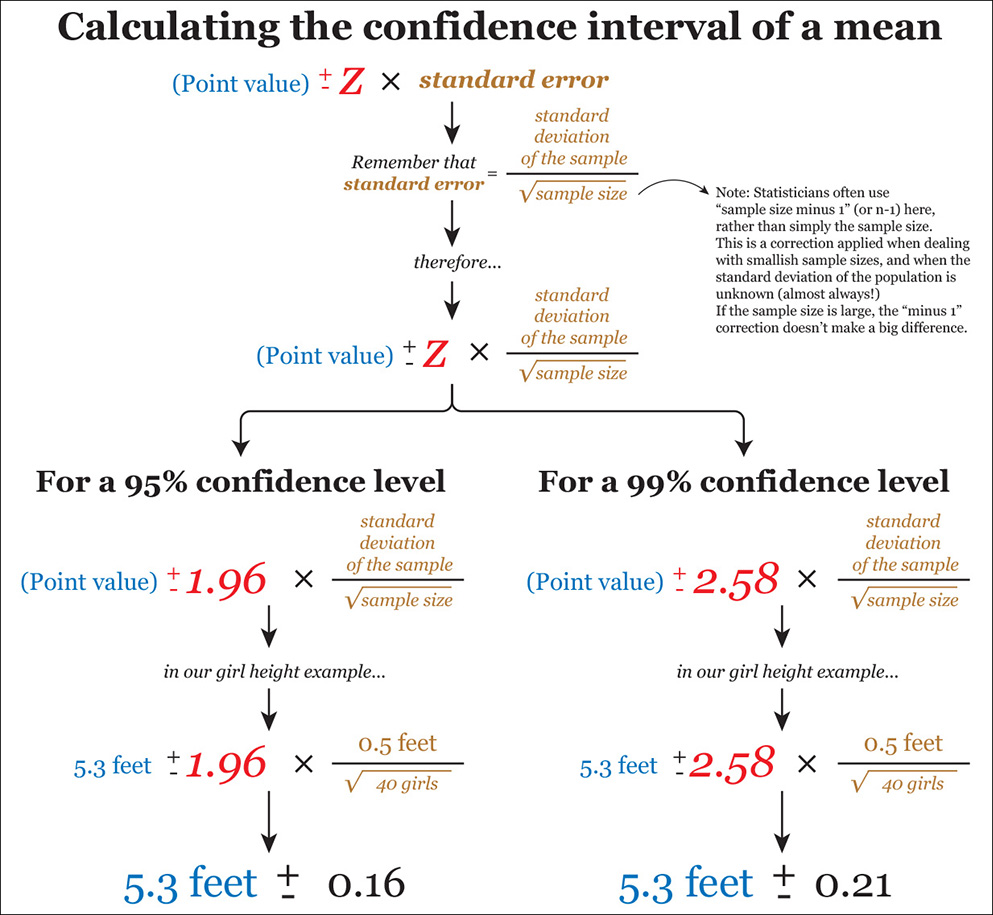 Calculating the confidence interval of a mean
(Point value) ± Z × standard error
standard
deviation
of the sample
Remember that
standard error =
√sample size
Note: Statisticians often use
“sample size minus 1” (or n-1) here,
rather than simply the sample size.
This is a correction applied when dealing
with smallish sample sizes, and when the
standard deviation of the population is
unknown (almost always!)
If the sample size is large, the “minus 1”
correction doesn’t make a big difference.
therefore...
standard
deviation
of the sample
(Point value) ± Z ×
√sample size
For a 95% confidence level
standard
deviation
of the sample
(Point value) ± 1.96 ×
√sample size
in our girl height example...
0.5 feet
5.3 feet ± 1.96 ×
√ 40 girls
5.3 feet ± 0.16
For a 99% confidence level
standard
deviation
of the sample
(Point value) ± 2.58 ×
√sample size
in our girl height example...
0.5 feet
5.3 feet ± 2.58 ×
√ 40 girls
5.3 feet ± 0.21